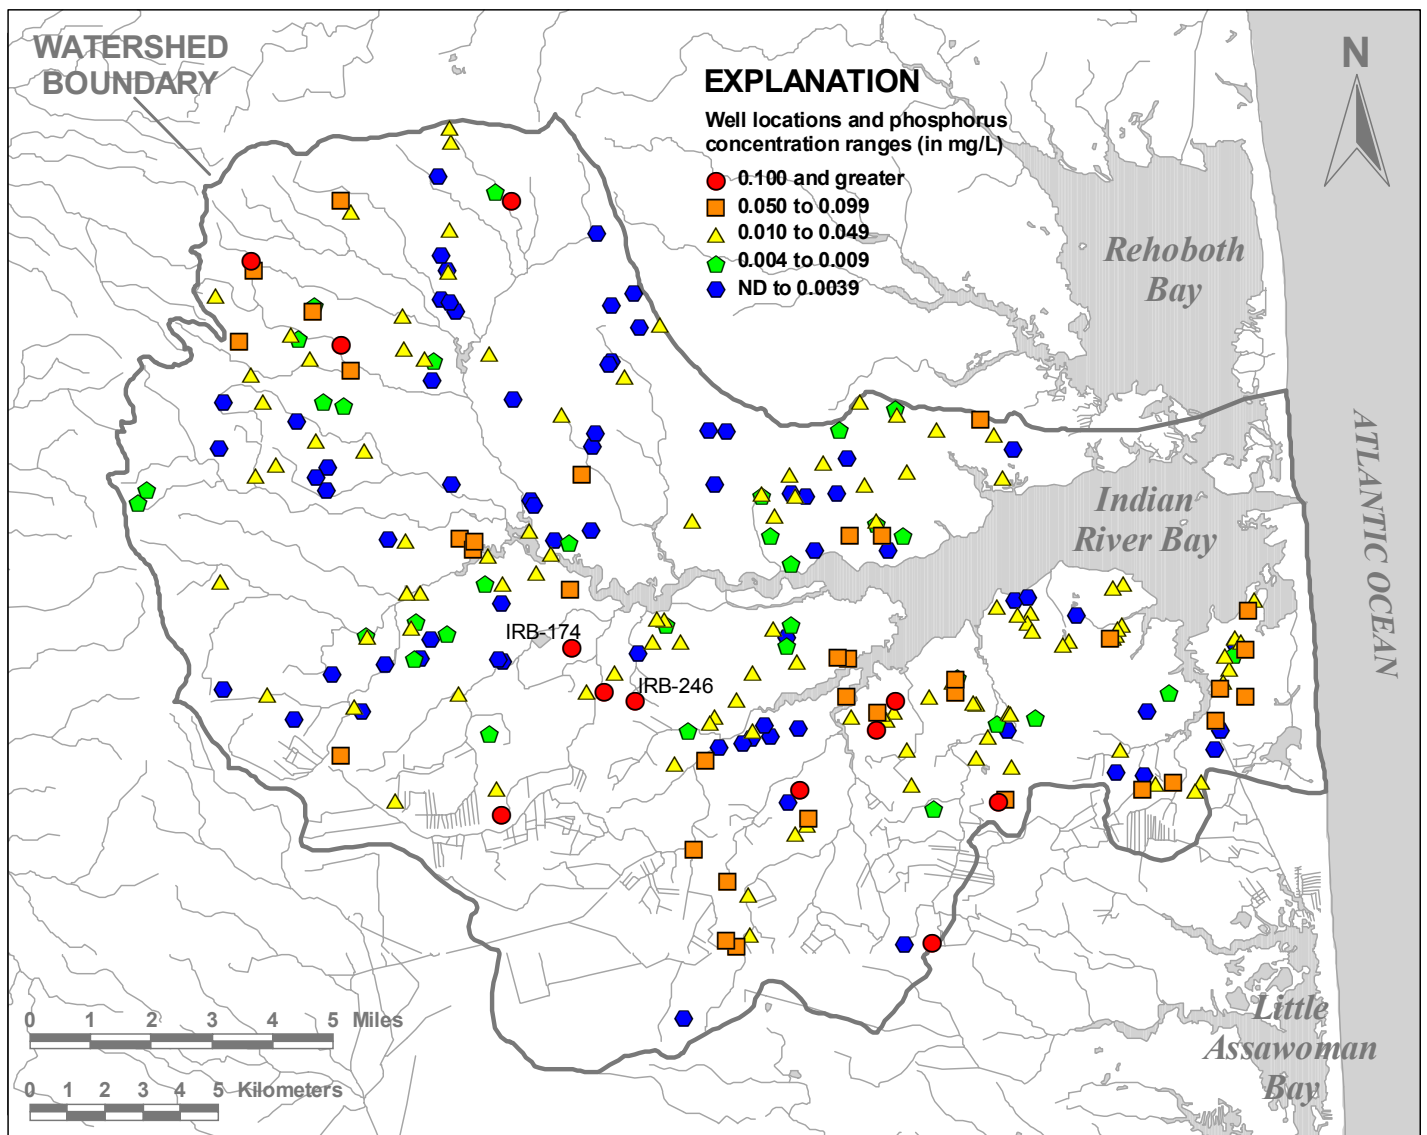 WATERSHED
BOUNDARY
EXPLANATION
Well locations and phosphorus
concentration ranges (in mg/L)
0.100 and greater
0.050 to 0.099
0.010 to 0.049
0.004 to 0.009
ND to 0.0039
N
Rehoboth
Bay
ATLANTIC OCEAN
Indian
River Bay
IRB-174
IRB-246
Little
Assawoman
Bay
0 1 2 3 4 5 Miles
0 1 2 3 4 5 Kilometers